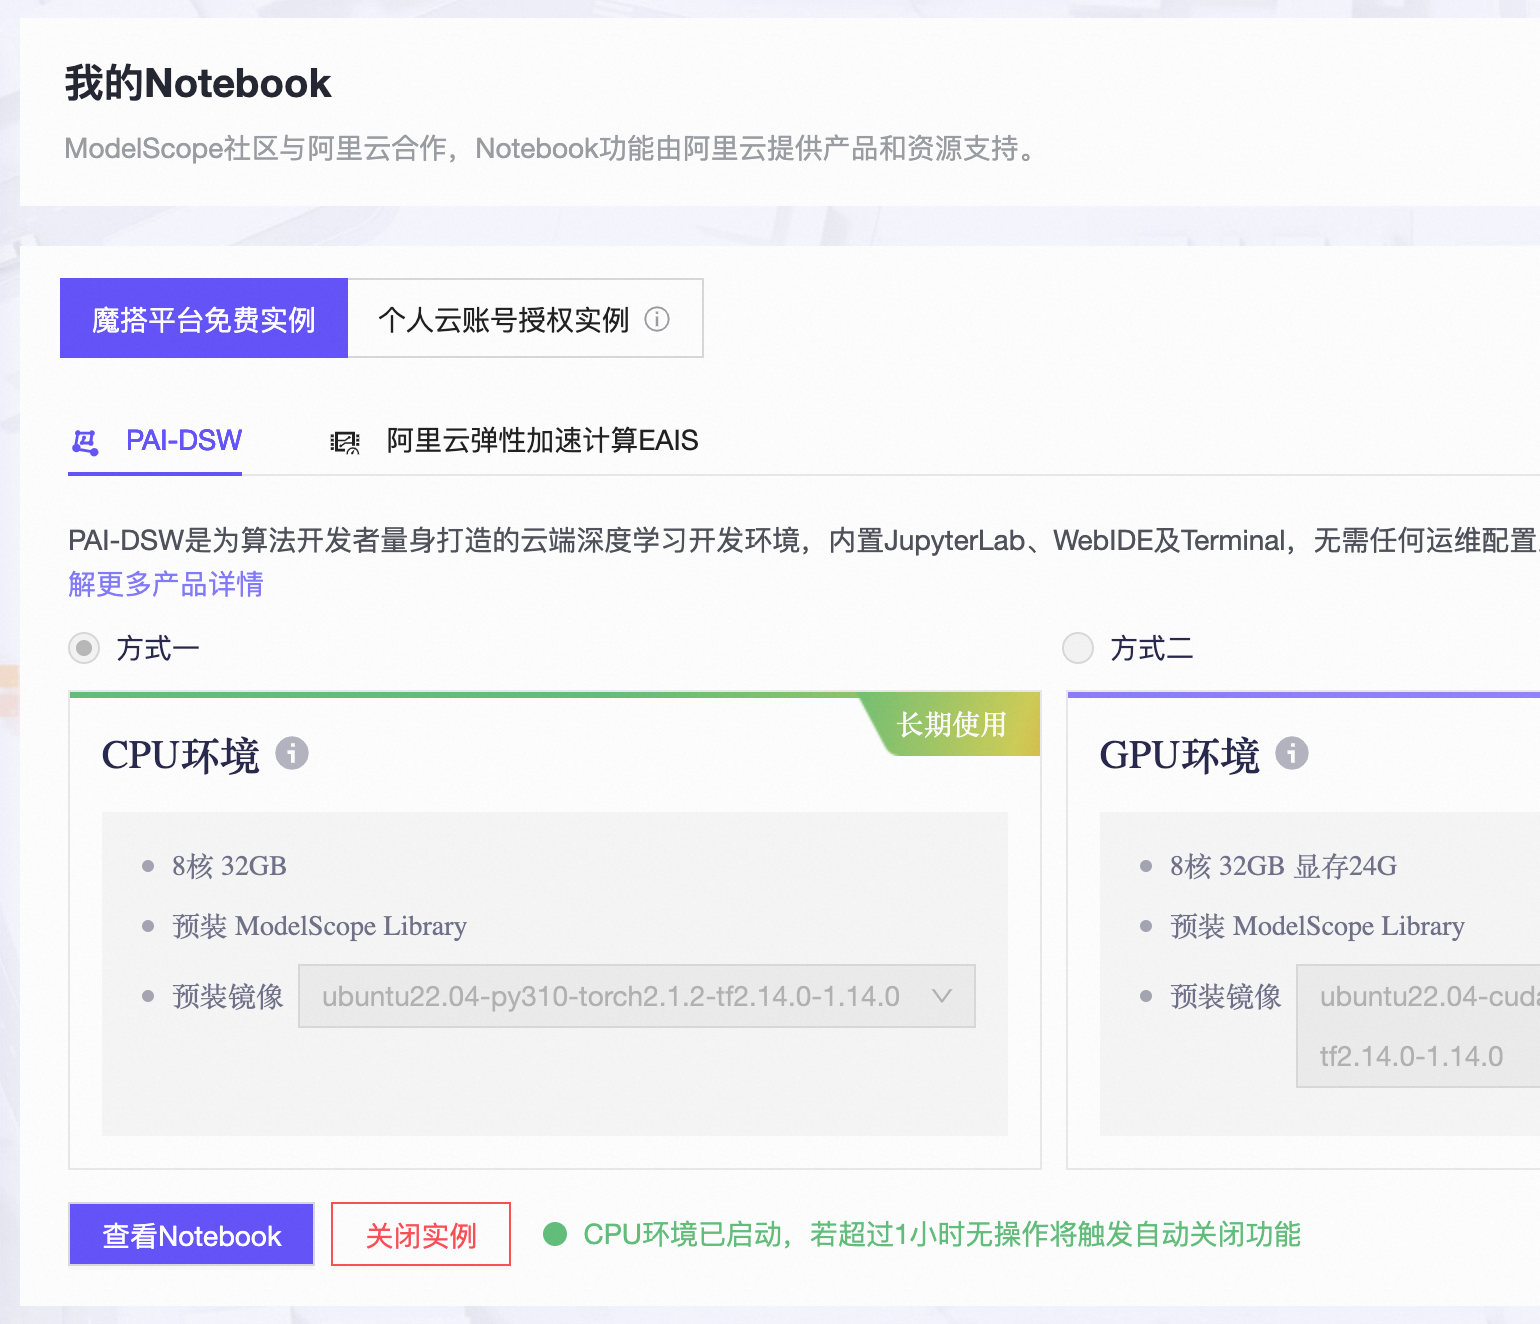 我的Notebook
ModelScope社区与阿里云合作，Notebook功能由阿里云提供产品和资源支持。
魔搭平台免费实例
个人云账号授权实例
PAI-DSW
阿里云弹性加速计算EAIS
PAI-DSW是为算法开发者量身打造的云端深度学习开发环境，内置JupyterLab、WebIDE及Terminal，无需任何运维配置
解更多产品详情
方式一
方式二
长期使用
CPU环境
8核 32GB
预装 ModelScope Library
预装镜像 ubuntu22.04-py310-torch2.1.2-tf2.14.0-1.14.0
GPU环境
8核 32GB 显存24G
预装 ModelScope Library
预装镜像 ubuntu22.04-cuda
tf2.14.0-1.14.0
查看Notebook
关闭实例
CPU环境已启动，若超过1小时无操作将触发自动关闭功能